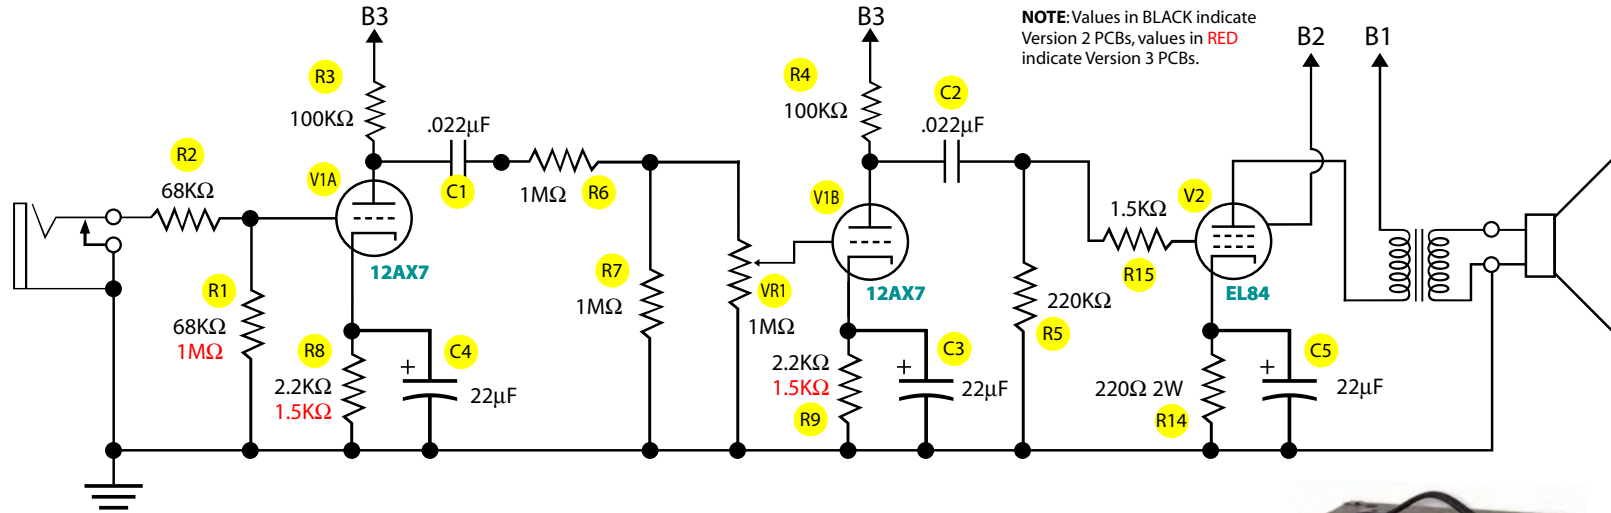 B3
B3
NOTE: Values in BLACK indicate
Version 2 PCBs, values in RED
indicate Version 3 PCBs.
B2
B1
R3
100KΩ
R4
100KΩ
C2
.022µF
.022µF
R2
68KΩ
V1A
C1
1MΩ
R6
V1B
V2
1.5KΩ
R15
12AX7
R1
68KΩ
1MΩ
R7
1MΩ
VR1
1MΩ
12AX7
220KΩ
R5
EL84
R8
2.2KΩ
1.5KΩ
C4
+
22µF
2.2KΩ
1.5KΩ
R9
C3
+
22µF
220Ω 2W
R14
C5
+
22µF